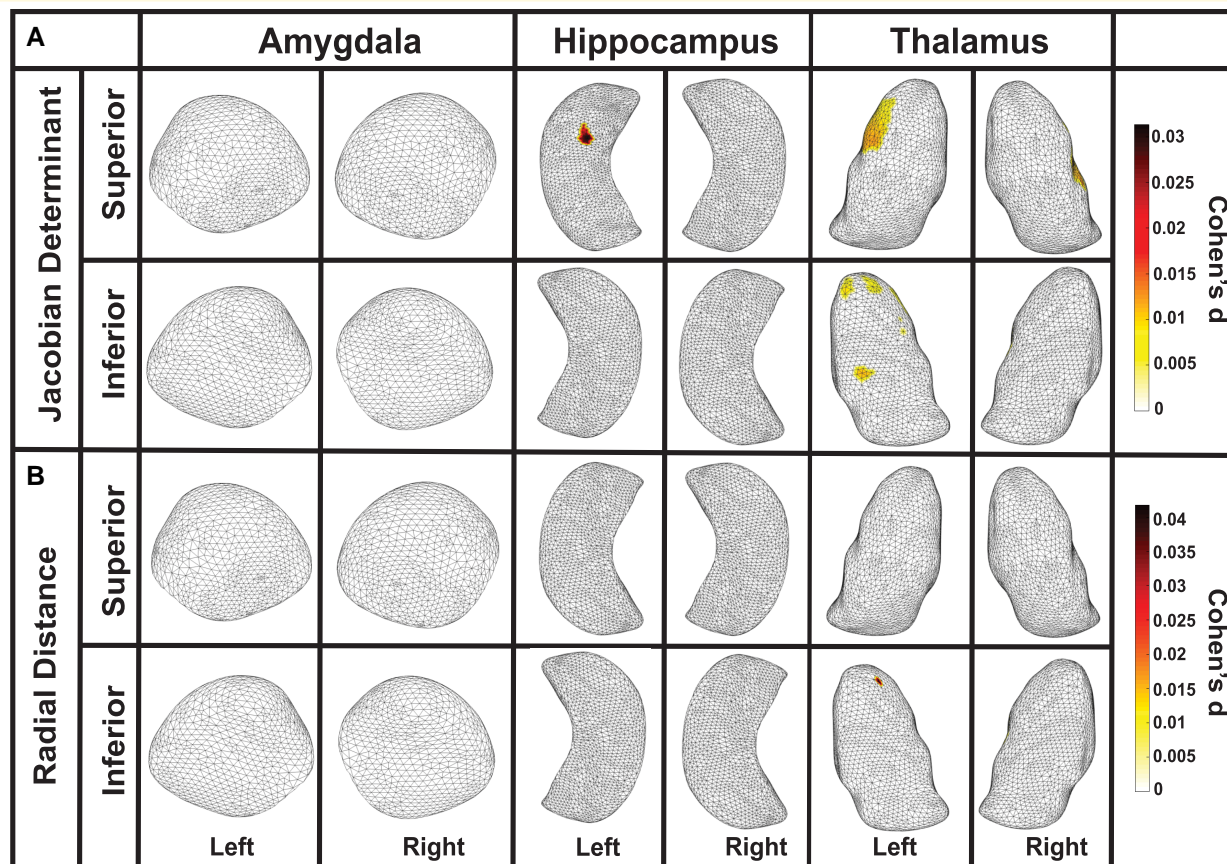 A
Amygdala
Hippocampus
Thalamus
Jacobian Determinant
Superior
Inferior
0.03
0.025
0.02
0.015
0.01
0.005
0
Cohen's d
B
Radial Distance
Superior
Inferior
0.04
0.035
0.03
0.025
0.02
0.015
0.01
0.005
0
Cohen's d
Left
Right
Left
Right
Left
Right